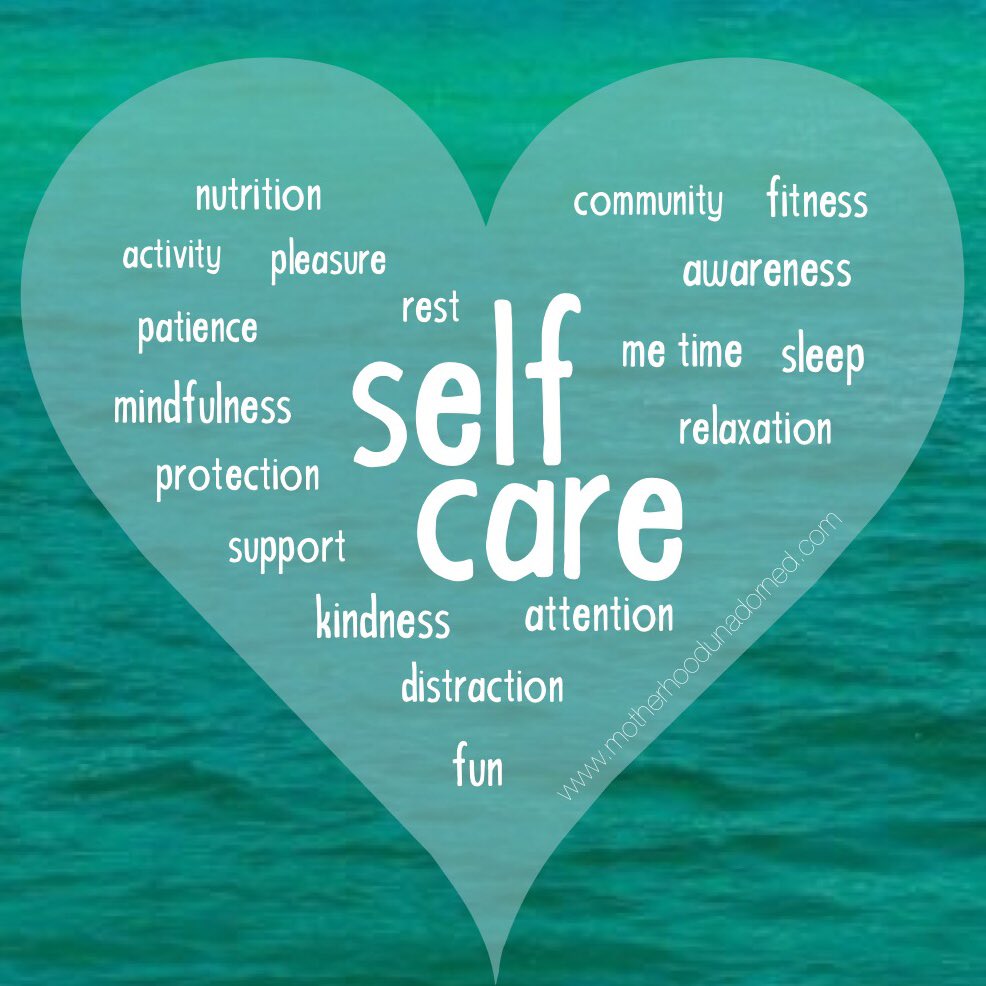 nutrition
community fitness
activity pleasure
awareness
rest
patience
me time sleep
self
mindfulness
relaxation
protection
care
support
kindness attention
distraction
fun
www.motherhoodunadorned.com